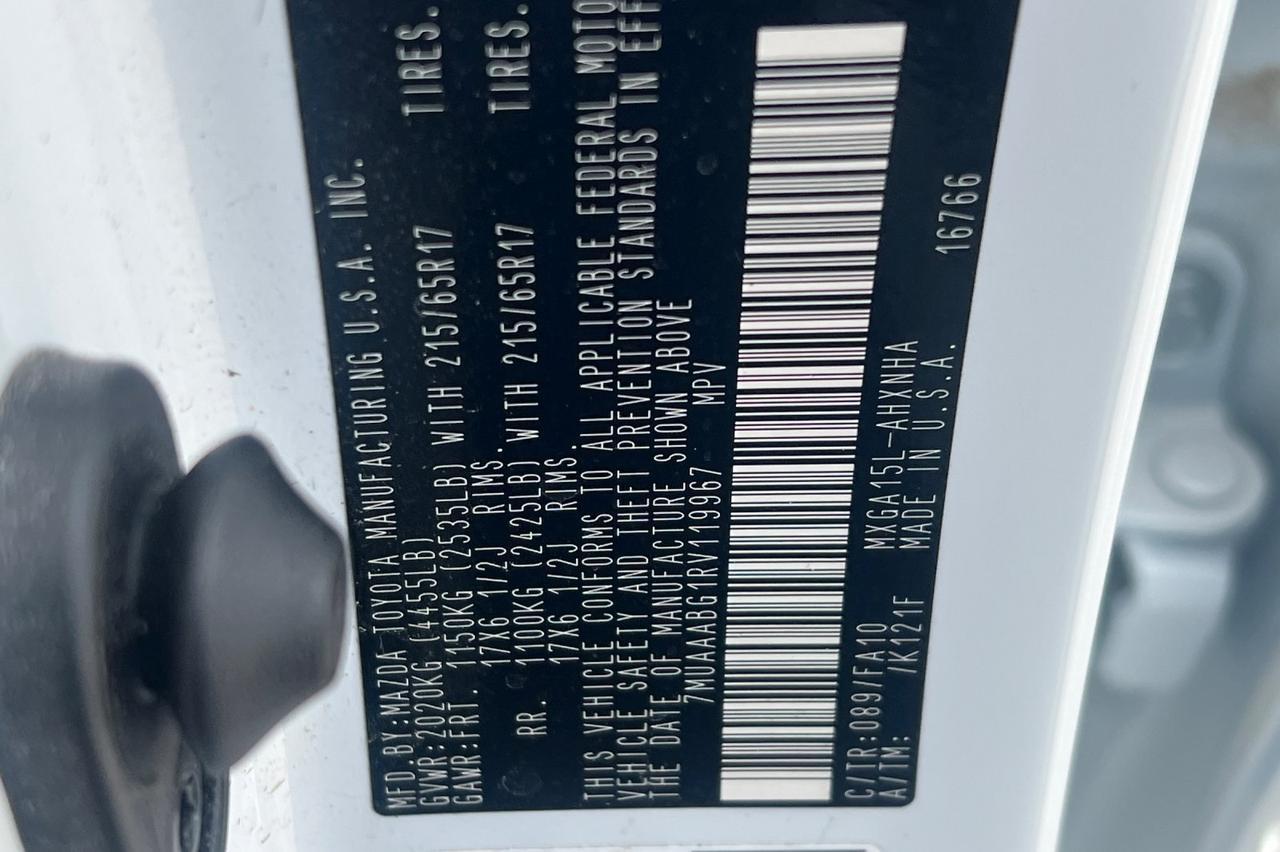 MFD.BY:MAZDA TOYOTA MANUFACTURING U.S.A. INC.
GVWR:2020KG (4455LB)
GAWR:FRT. 1150KG (2535LB) WITH 215/65R17 TIRES.
17X6 1/2J RIMS.
RR. 1100KG (2425LB) WITH 215/65R17 TIRES.
17X6 1/2J RIMS.
THIS VEHICLE CONFORMS TO ALL APPLICABLE FEDERAL MOTO
VEHICLE SAFETY AND THEFT PREVENTION STANDARDS IN EFF
THE DATE OF MANUFACTURE SHOWN ABOVE
7MUAAABG1RV119967 MPV
C/TR:089/FA10 MXGA15L-AHXNHA
A/TM: /K121F MADE IN U.S.A. 16766